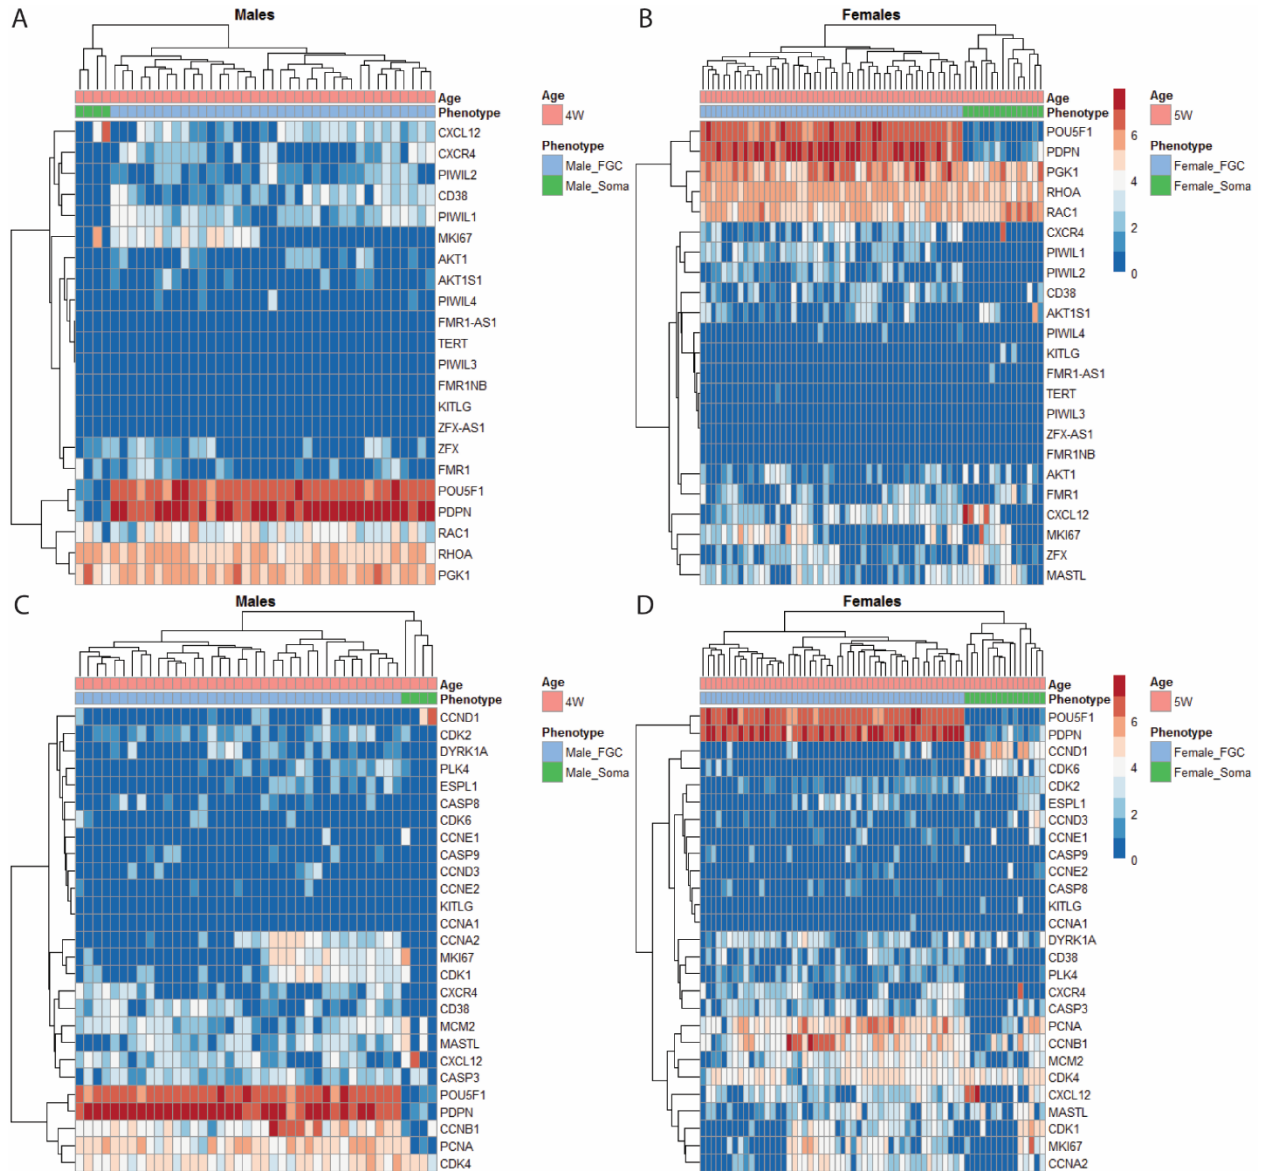 A
Males
Age
Phenotype
CXCL12
CXCR4
PIWIL2
CD38
PIWIL1
MKI67
AKT1
AKT1S1
PIWIL4
FMR1-AS1
TERT
PIWIL3
FMR1NB
KITLG
ZFX-AS1
ZFX
FMR1
POU5F1
PDPN
RAC1
RHOA
PGK1
Age
4W
Phenotype
Male_FGC
Male_Soma
B
Females
Age
Phenotype
POU5F1
PDPN
PGK1
RHOA
RAC1
CXCR4
PIWIL1
PIWIL2
CD38
AKT1S1
PIWIL4
KITLG
FMR1-AS1
TERT
PIWIL3
ZFX-AS1
FMR1NB
AKT1
FMR1
CXCL12
MKI67
ZFX
MASTL
6
4
2
0
Age
5W
Phenotype
Female_FGC
Female_Soma
C
Males
Age
Phenotype
CCND1
CDK2
DYRK1A
PLK4
ESPL1
CASP8
CDK6
CCNE1
CASP9
CCND3
CCNE2
KITLG
CCNA1
CCNA2
MKI67
CDK1
CXCR4
CD38
MCM2
MASTL
CXCL12
CASP3
POU5F1
PDPN
CCNB1
PCNA
CDK4
Age
4W
Phenotype
Male_FGC
Male_Soma
D
Females
Age
Phenotype
POU5F1
PDPN
CCND1
CDK6
CDK2
ESPL1
CCND3
CCNE1
CASP9
CCNE2
CASP8
KITLG
CCNA1
DYRK1A
CD38
PLK4
CXCR4
CASP3
PCNA
CCNB1
MCM2
CDK4
CXCL12
MASTL
CDK1
MKI67
CCNA2
6
4
2
0
Age
5W
Phenotype
Female_FGC
Female_Soma